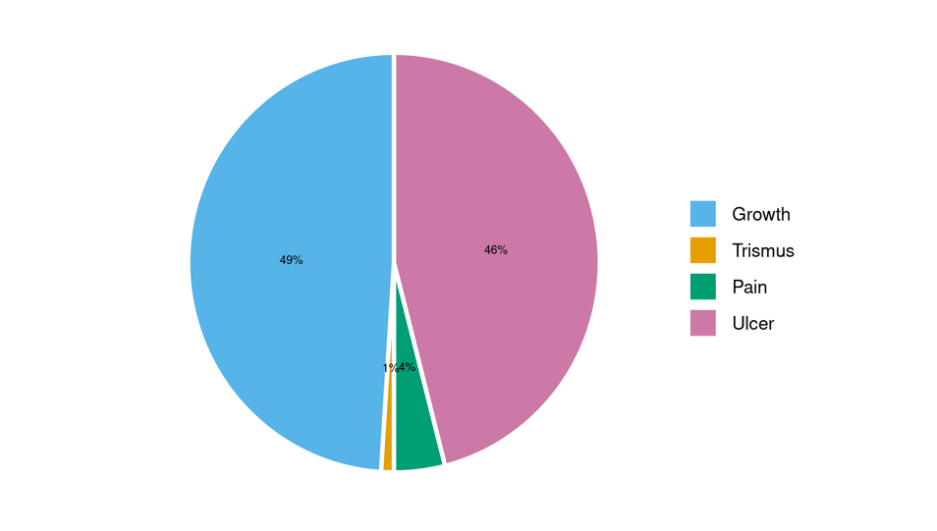 49%
46%
1%
4%
Growth
Trismus
Pain
Ulcer